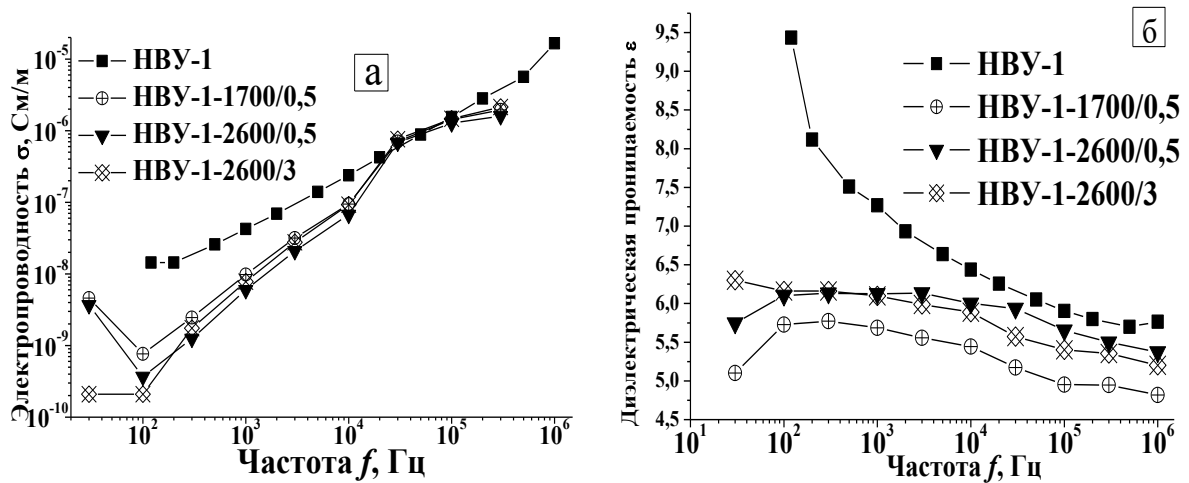 Электропроводность σ, См/м
10⁻⁵
10⁻⁶
10⁻⁷
10⁻⁸
10⁻⁹
10⁻¹⁰
НВУ-1
НВУ-1-1700/0,5
НВУ-1-2600/0,5
НВУ-1-2600/3
а
10² 10³ 10⁴ 10⁵ 10⁶
Частота f, Гц
Диэлектрическая проницаемость ε
9,5
9,0
8,5
8,0
7,5
7,0
6,5
6,0
5,5
5,0
4,5
б
НВУ-1
НВУ-1-1700/0,5
НВУ-1-2600/0,5
НВУ-1-2600/3
10¹ 10² 10³ 10⁴ 10⁵ 10⁶
Частота f, Гц